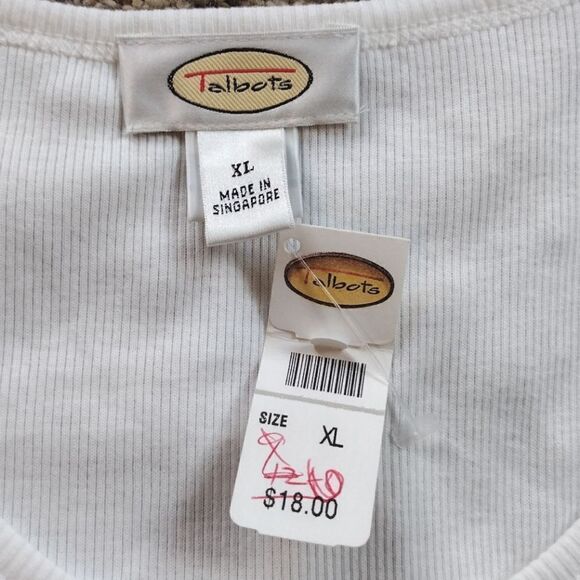 Talbots
XL
MADE IN
SINGAPORE
Talbots
SIZE XL
$18.00